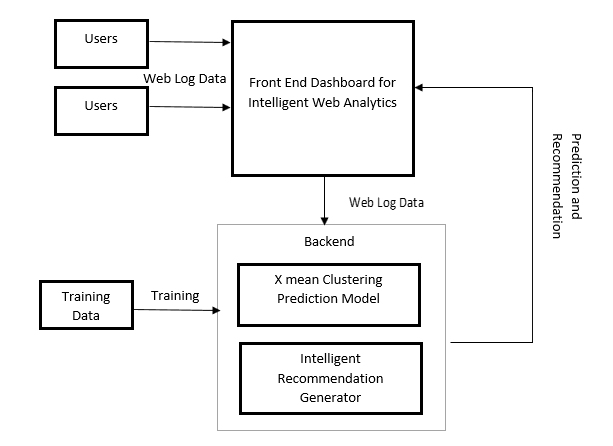 Users
Web Log Data
Users
Front End Dashboard for
Intelligent Web Analytics
Prediction and
Recommendation
Web Log Data
Backend
X mean Clustering
Prediction Model
Training
Data
Training
Intelligent
Recommendation
Generator